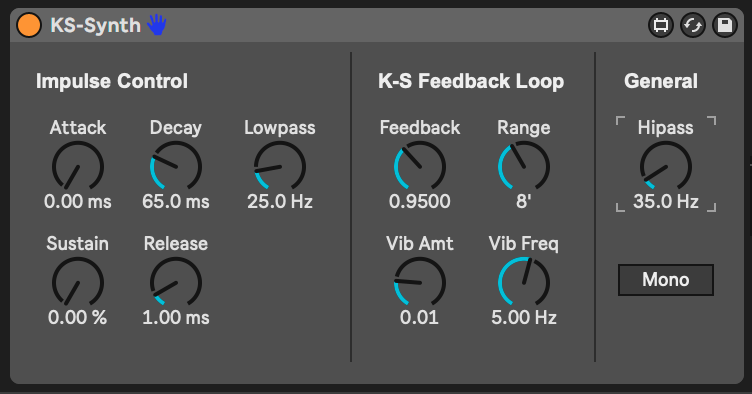 KS-Synth
Impulse Control
Attack Decay Lowpass
0.00 ms 65.0 ms 25.0 Hz
Sustain Release
0.00 % 1.00 ms
K-S Feedback Loop
Feedback Range
0.9500 8'
Vib Amt Vib Freq
0.01 5.00 Hz
General
Hipass
35.0 Hz
Mono